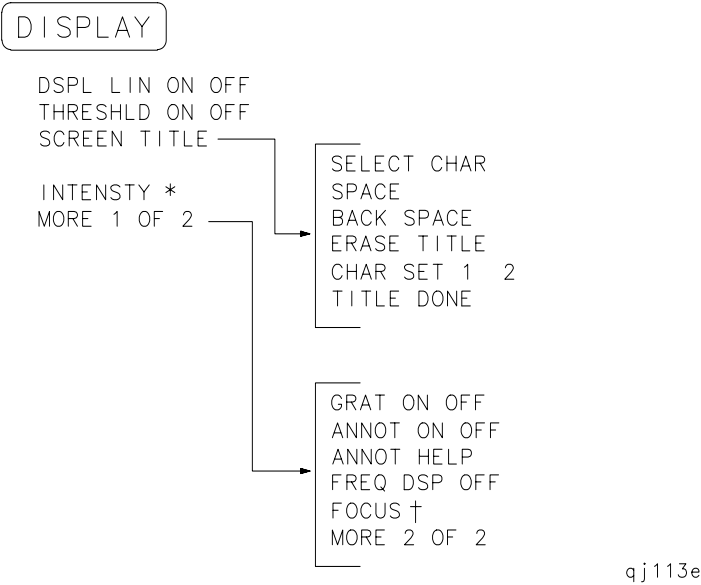 DISPLAY
DSPL LIN ON OFF
THRESHLD ON OFF
SCREEN TITLE
INTENSTY *
MORE 1 OF 2
SELECT CHAR
SPACE
BACK SPACE
ERASE TITLE
CHAR SET 1 2
TITLE DONE
GRAT ON OFF
ANNOT ON OFF
ANNOT HELP
FREQ DSP OFF
FOCUS †
MORE 2 OF 2
qj113e